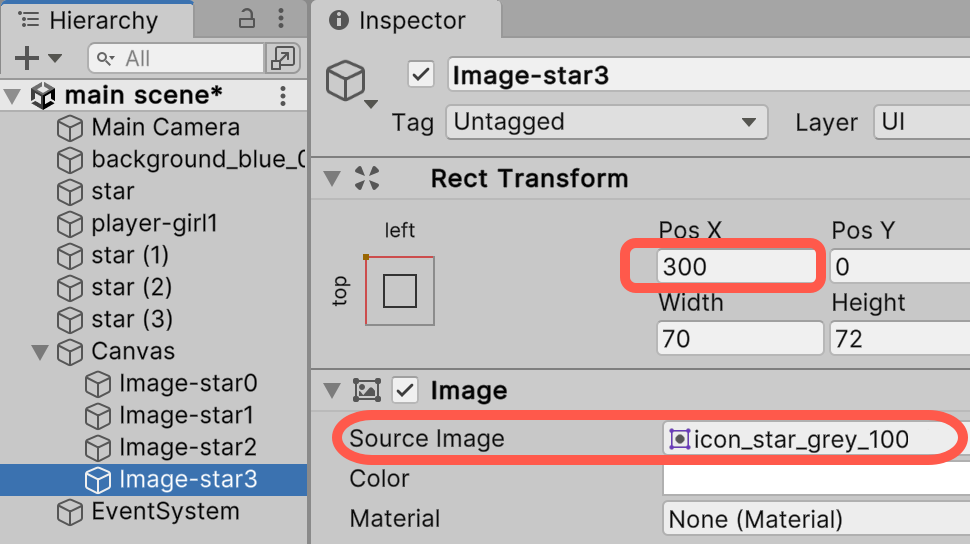 Hierarchy
All
main scene*
Main Camera
background_blue_0
star
player-girl1
star (1)
star (2)
star (3)
Canvas
Image-star0
Image-star1
Image-star2
Image-star3
EventSystem
Inspector
Image-star3
Tag Untagged Layer UI
Rect Transform
left
top
Pos X Pos Y
300 0
Width Height
70 72
Image
Source Image icon_star_grey_100
Color
Material None (Material)